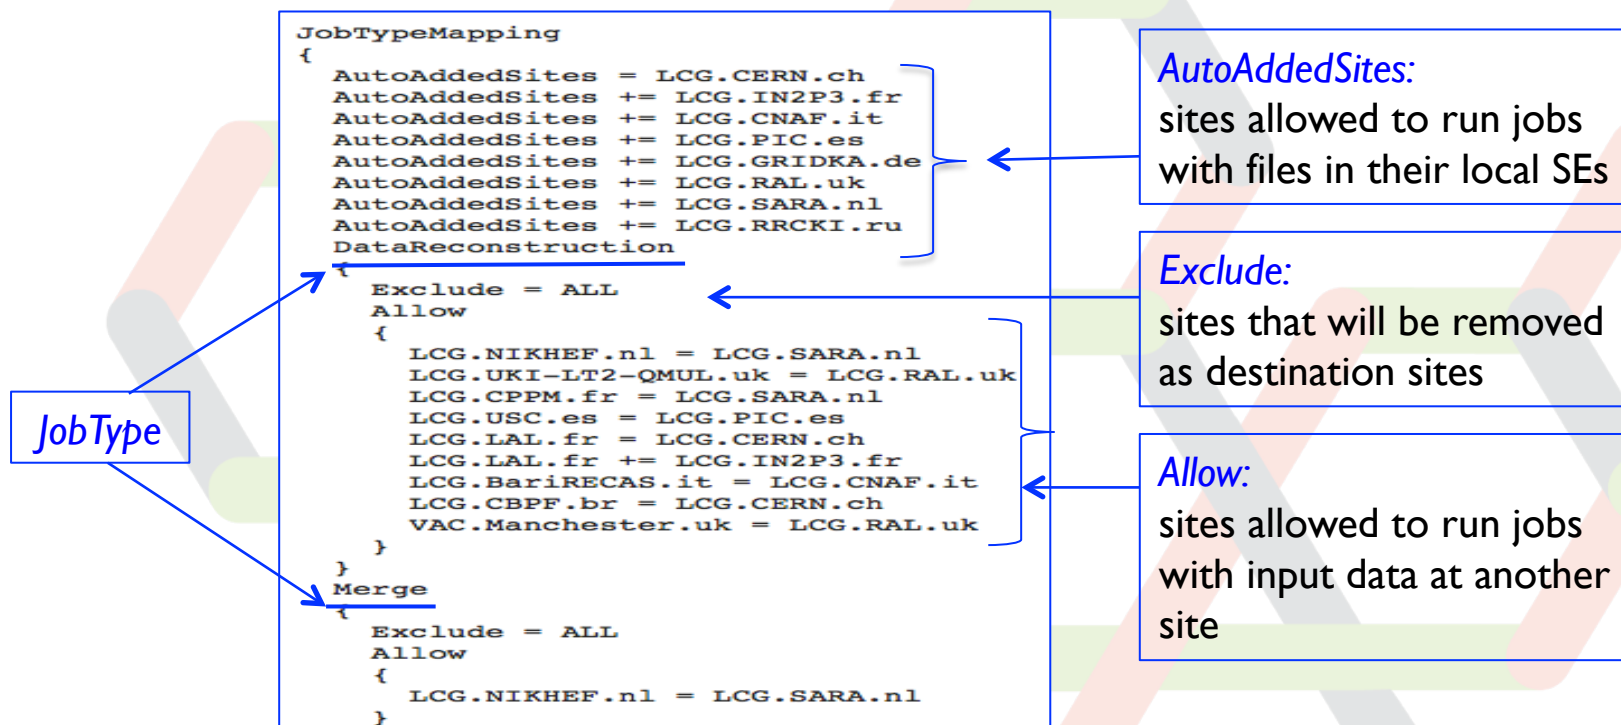 JobTypeMapping
{
AutoAddedSites = LCG.CERN.ch
AutoAddedSites += LCG.IN2P3.fr
AutoAddedSites += LCG.CNAF.it
AutoAddedSites += LCG.PIC.es
AutoAddedSites += LCG.GRIDKA.de
AutoAddedSites += LCG.RAL.uk
AutoAddedSites += LCG.SARA.nl
AutoAddedSites += LCG.RRCKI.ru
DataReconstruction
{
Exclude = ALL
Allow
{
LCG.NIKHEF.nl = LCG.SARA.nl
LCG.UKI-LT2-QMUL.uk = LCG.RAL.uk
LCG.CPPM.fr = LCG.SARA.nl
LCG.USC.es = LCG.PIC.es
LCG.LAL.fr = LCG.CERN.ch
LCG.LAL.fr += LCG.IN2P3.fr
LCG.BariRECAS.it = LCG.CNAF.it
LCG.CBPF.br = LCG.CERN.ch
VAC.Manchester.uk = LCG.RAL.uk
}
}
Merge
{
Exclude = ALL
Allow
{
LCG.NIKHEF.nl = LCG.SARA.nl
}
JobType
AutoAddedSites:
sites allowed to run jobs
with files in their local SEs
Exclude:
sites that will be removed
as destination sites
Allow:
sites allowed to run jobs
with input data at another
site